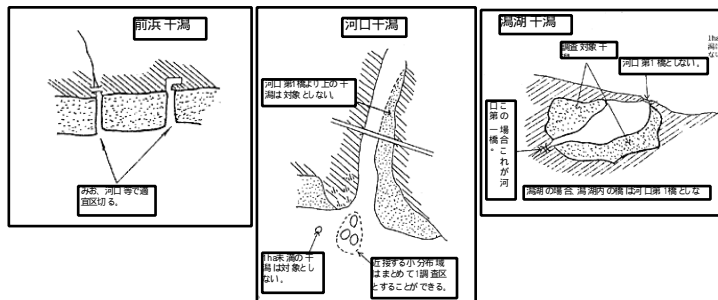 前浜干潟
みお、河口等で適
宜区切る。
河口干潟
河口第1橋より上の干
潟は対象としない。
1ha未満の干
潟は対象とし
ない。
近接する小分布域
はまとめて1調査区
とすることができる。
潟湖干潟
調査対象干
河口第1橋としない。
この場合これが河
口第一橋。
潟湖の場合、潟湖内の橋は河口第1橋としな
1ha